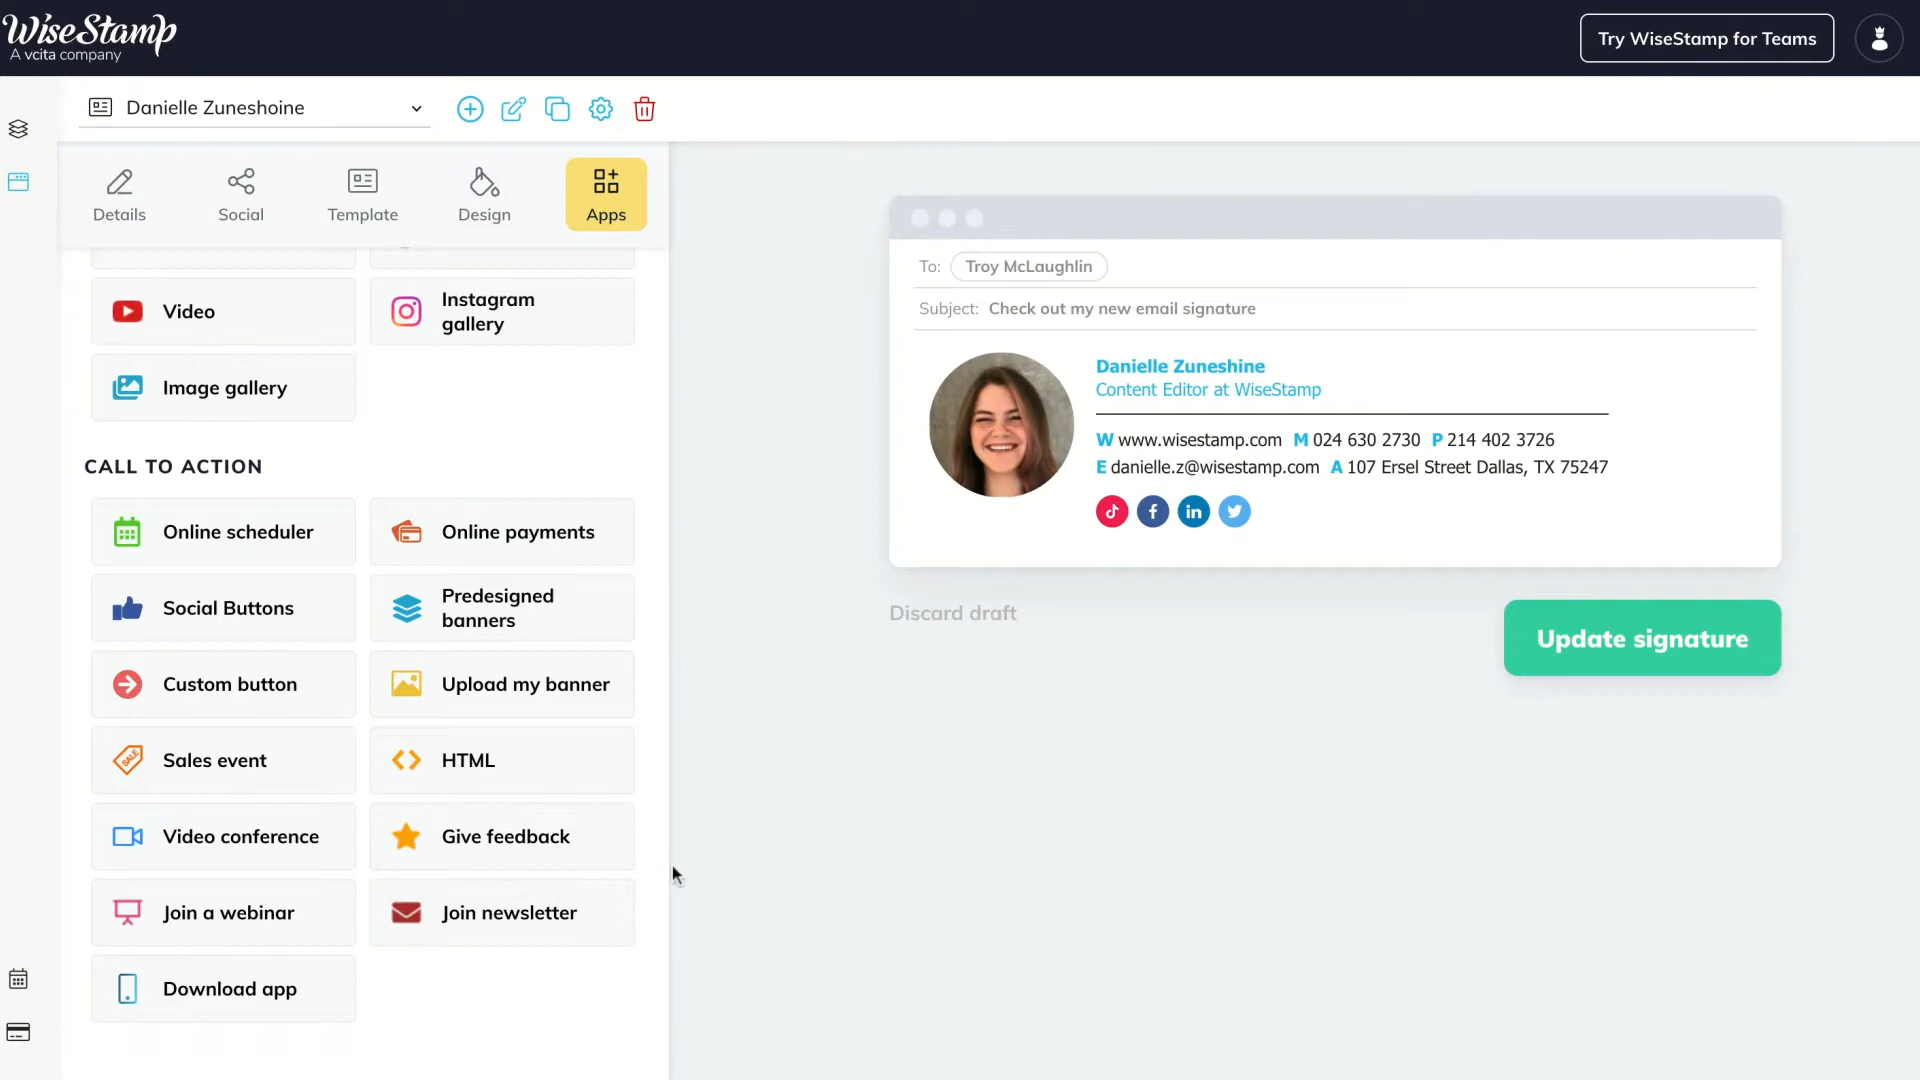 WiseStamp
A vcita company
Try WiseStamp for Teams
Danielle Zuneshoine
Details
Social
Template
Design
Apps
Video
Instagram
gallery
Image gallery
CALL TO ACTION
Online scheduler
Online payments
Social Buttons
Predesigned
banners
Custom button
Upload my banner
SALE
Sales event
HTML
Video conference
Give feedback
Join a webinar
Join newsletter
Download app
To: Troy McLaughlin
Subject: Check out my new email signature
Danielle Zuneshine
Content Editor at WiseStamp
W www.wisestamp.com M 024 630 2730 P 214 402 3726
E danielle.z@wisestamp.com A 107 Ersel Street Dallas, TX 75247
Discard draft
Update signature